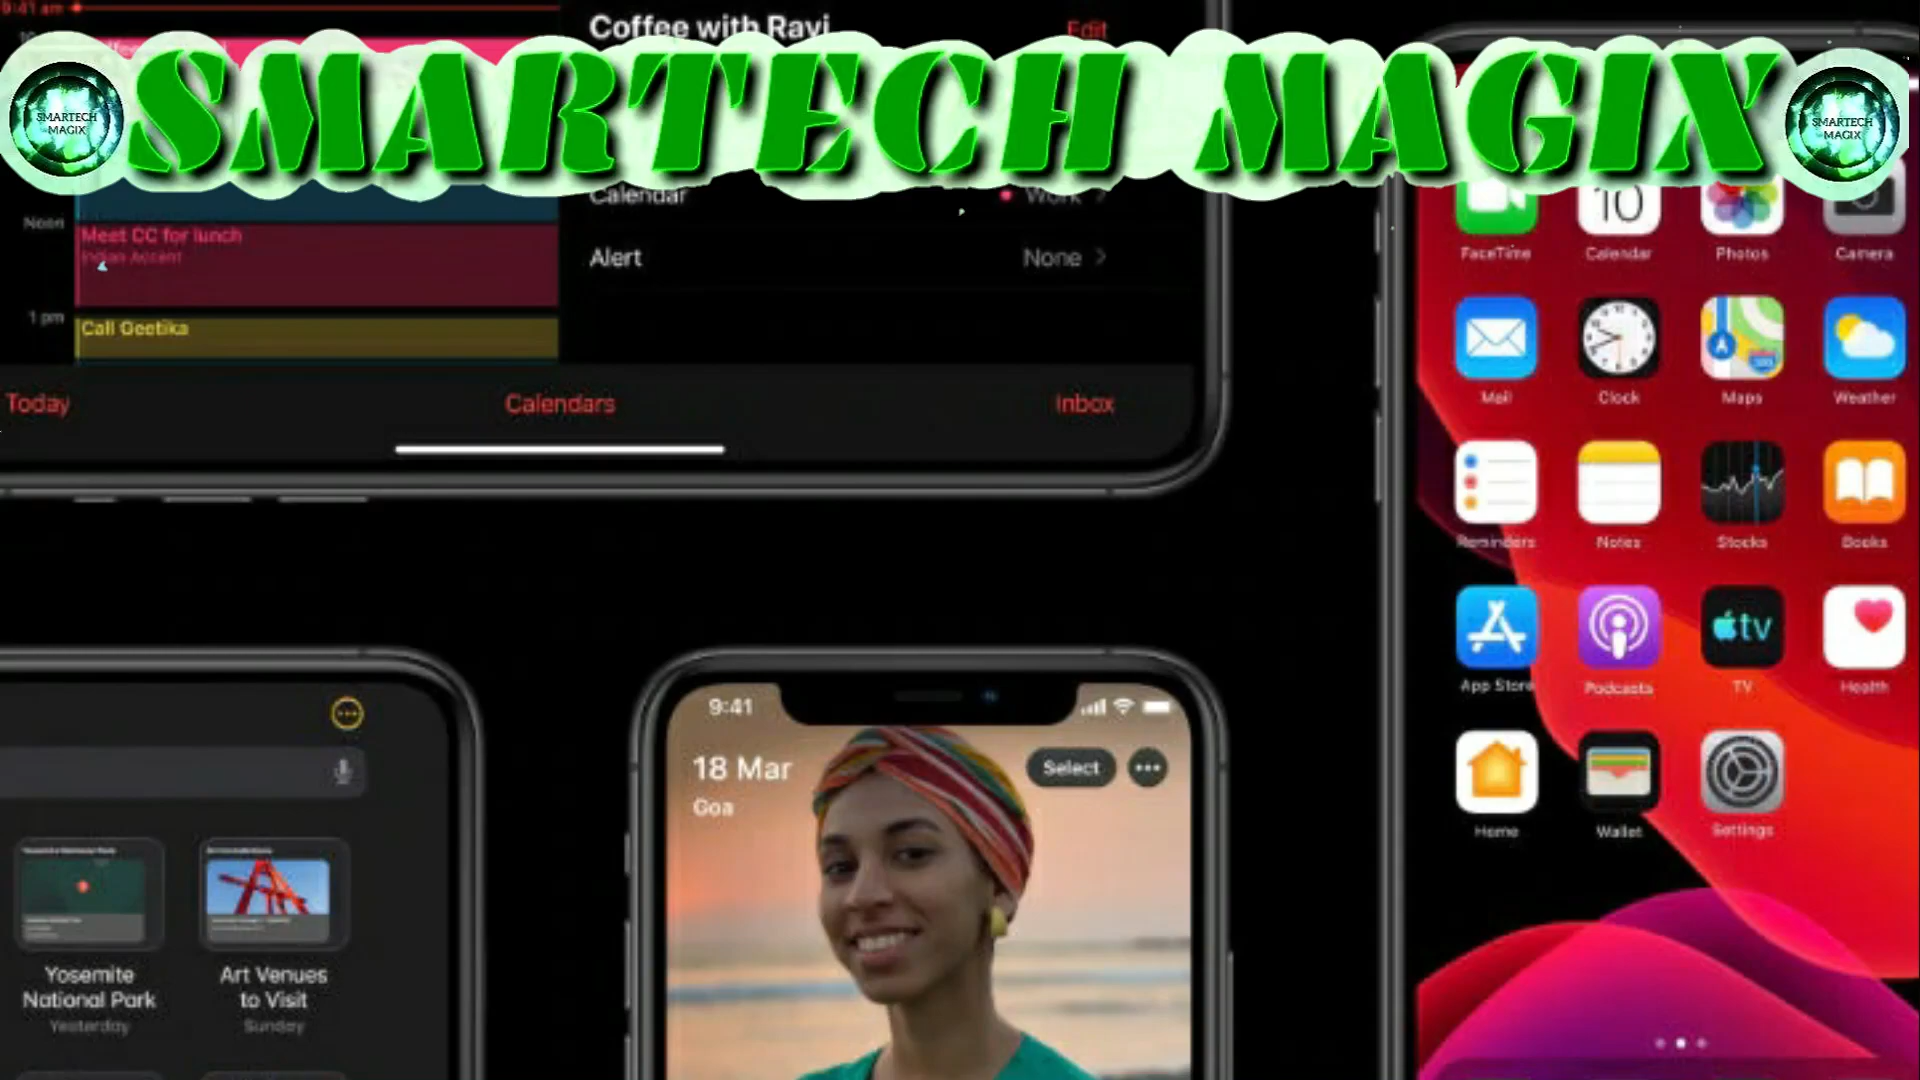 9:41 am
Coffee with Ravi
Edit
SMARTECH MAGIX
SMARTECH
MAGIX
SMARTECH
MAGIX
Calendar
Work
Noon
Meet CC for lunch
Indian Accent
Alert
None
1 pm
Call Geetika
Today
Calendars
Inbox
10
FaceTime
Calendar
Photos
Camera
Mail
Clock
Maps
Weather
Reminders
Notes
Stocks
Books
tv
App Store
Podcasts
TV
Health
Home
Wallet
Settings
9:41
18 Mar
Select
Goa
Yosemite
National Park
Yesterday
Art Venues
to Visit
Sunday